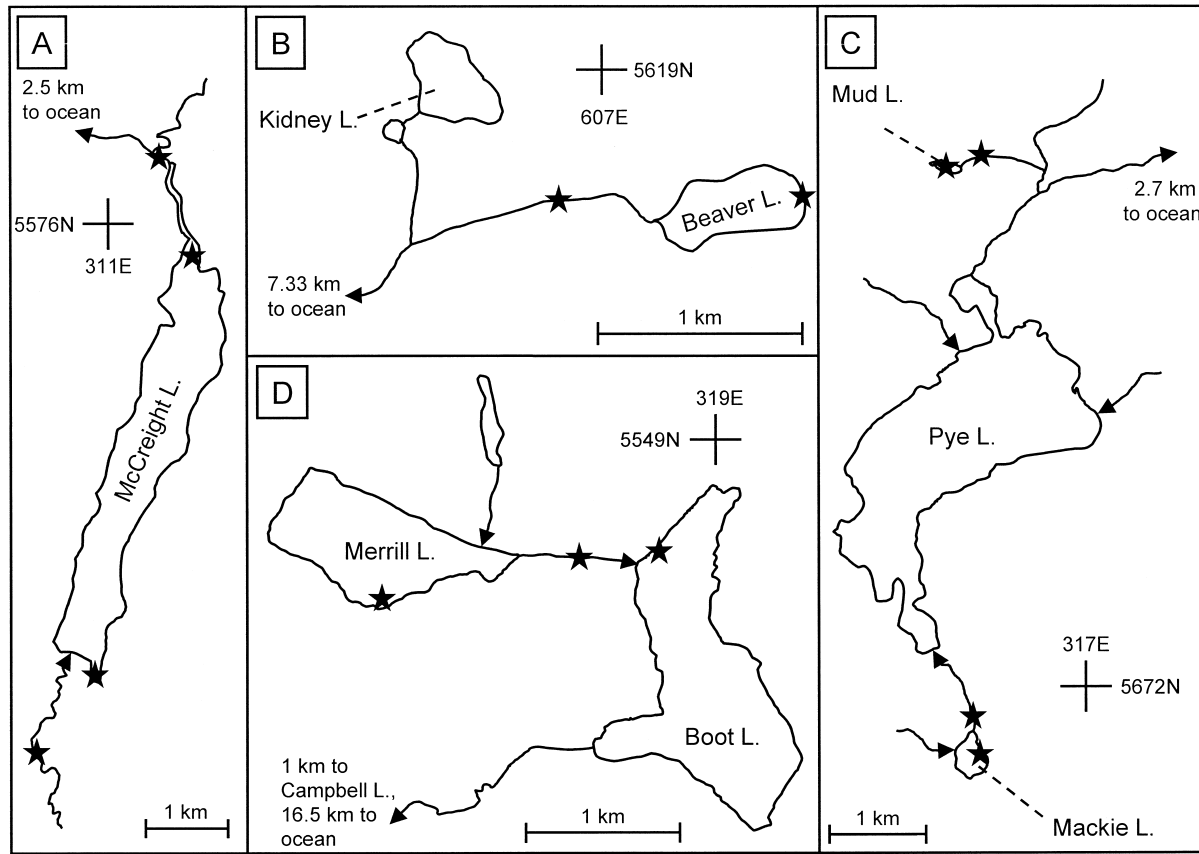 A
2.5 km
to ocean
5576N
311E
McCreight L.
1 km
B
Kidney L.
5619N
607E
Beaver L.
7.33 km
to ocean
1 km
C
Mud L.
2.7 km
to ocean
Pye L.
317E
5672N
Mackie L.
1 km
D
319E
5549N
Merrill L.
Boot L.
1 km to
Campbell L.,
16.5 km to
ocean
1 km